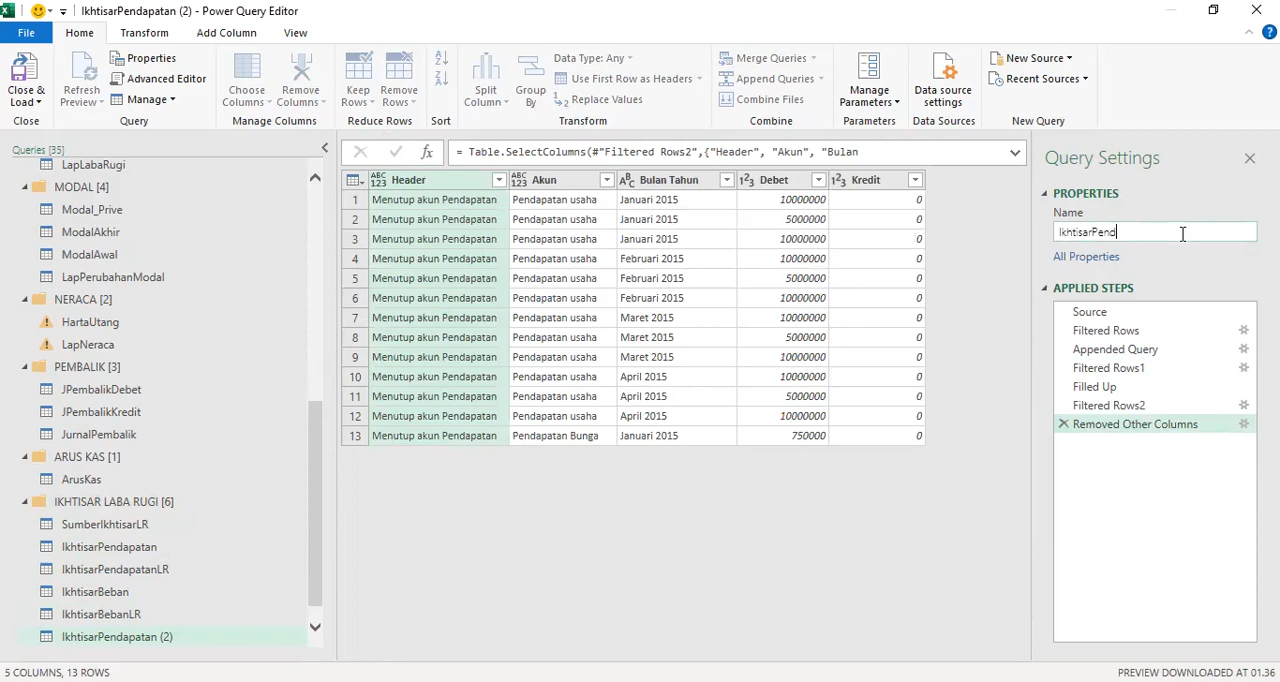 IkhtisarPendapatan (2) - Power Query Editor
File Home Transform Add Column View
Close & Load
Close
Refresh Preview
Properties
Advanced Editor
Manage
Query
Choose Columns
Remove Columns
Manage Columns
Keep Rows
Remove Rows
Reduce Rows
Sort
Split Column
Group By
Data Type: Any
Use First Row as Headers
Replace Values
Transform
Merge Queries
Append Queries
Combine Files
Combine
Manage Parameters
Parameters
Data source settings
Data Sources
New Source
Recent Sources
New Query
Queries [35]
LapLabaRugi
MODAL [4]
Modal_Prive
ModalAkhir
ModalAwal
LapPerubahanModal
NERACA [2]
HartaUtang
LapNeraca
PEMBALIK [3]
JPembalikDebet
JPembalikKredit
JurnalPembalik
ARUS KAS [1]
ArusKas
IKHTISAR LABA RUGI [6]
SumberIkhtisarLR
IkhtisarPendapatan
IkhtisarPendapatanLR
IkhtisarBeban
IkhtisarBebanLR
IkhtisarPendapatan (2)
fx = Table.SelectColumns(#"Filtered Rows2",{"Header", "Akun", "Bulan
ABC 123 Header ABC 123 Akun ABC Bulan Tahun 123 Debet 123 Kredit
1 Menutup akun Pendapatan Pendapatan usaha Januari 2015 10000000 0
2 Menutup akun Pendapatan Pendapatan usaha Januari 2015 5000000 0
3 Menutup akun Pendapatan Pendapatan usaha Januari 2015 10000000 0
4 Menutup akun Pendapatan Pendapatan usaha Februari 2015 10000000 0
5 Menutup akun Pendapatan Pendapatan usaha Februari 2015 5000000 0
6 Menutup akun Pendapatan Pendapatan usaha Februari 2015 10000000 0
7 Menutup akun Pendapatan Pendapatan usaha Maret 2015 10000000 0
8 Menutup akun Pendapatan Pendapatan usaha Maret 2015 5000000 0
9 Menutup akun Pendapatan Pendapatan usaha Maret 2015 10000000 0
10 Menutup akun Pendapatan Pendapatan usaha April 2015 10000000 0
11 Menutup akun Pendapatan Pendapatan usaha April 2015 5000000 0
12 Menutup akun Pendapatan Pendapatan usaha April 2015 10000000 0
13 Menutup akun Pendapatan Pendapatan Bunga Januari 2015 750000 0
Query Settings
PROPERTIES
Name
IkhtisarPend
All Properties
APPLIED STEPS
Source
Filtered Rows
Appended Query
Filtered Rows1
Filled Up
Filtered Rows2
Removed Other Columns
5 COLUMNS, 13 ROWS
PREVIEW DOWNLOADED AT 01.36